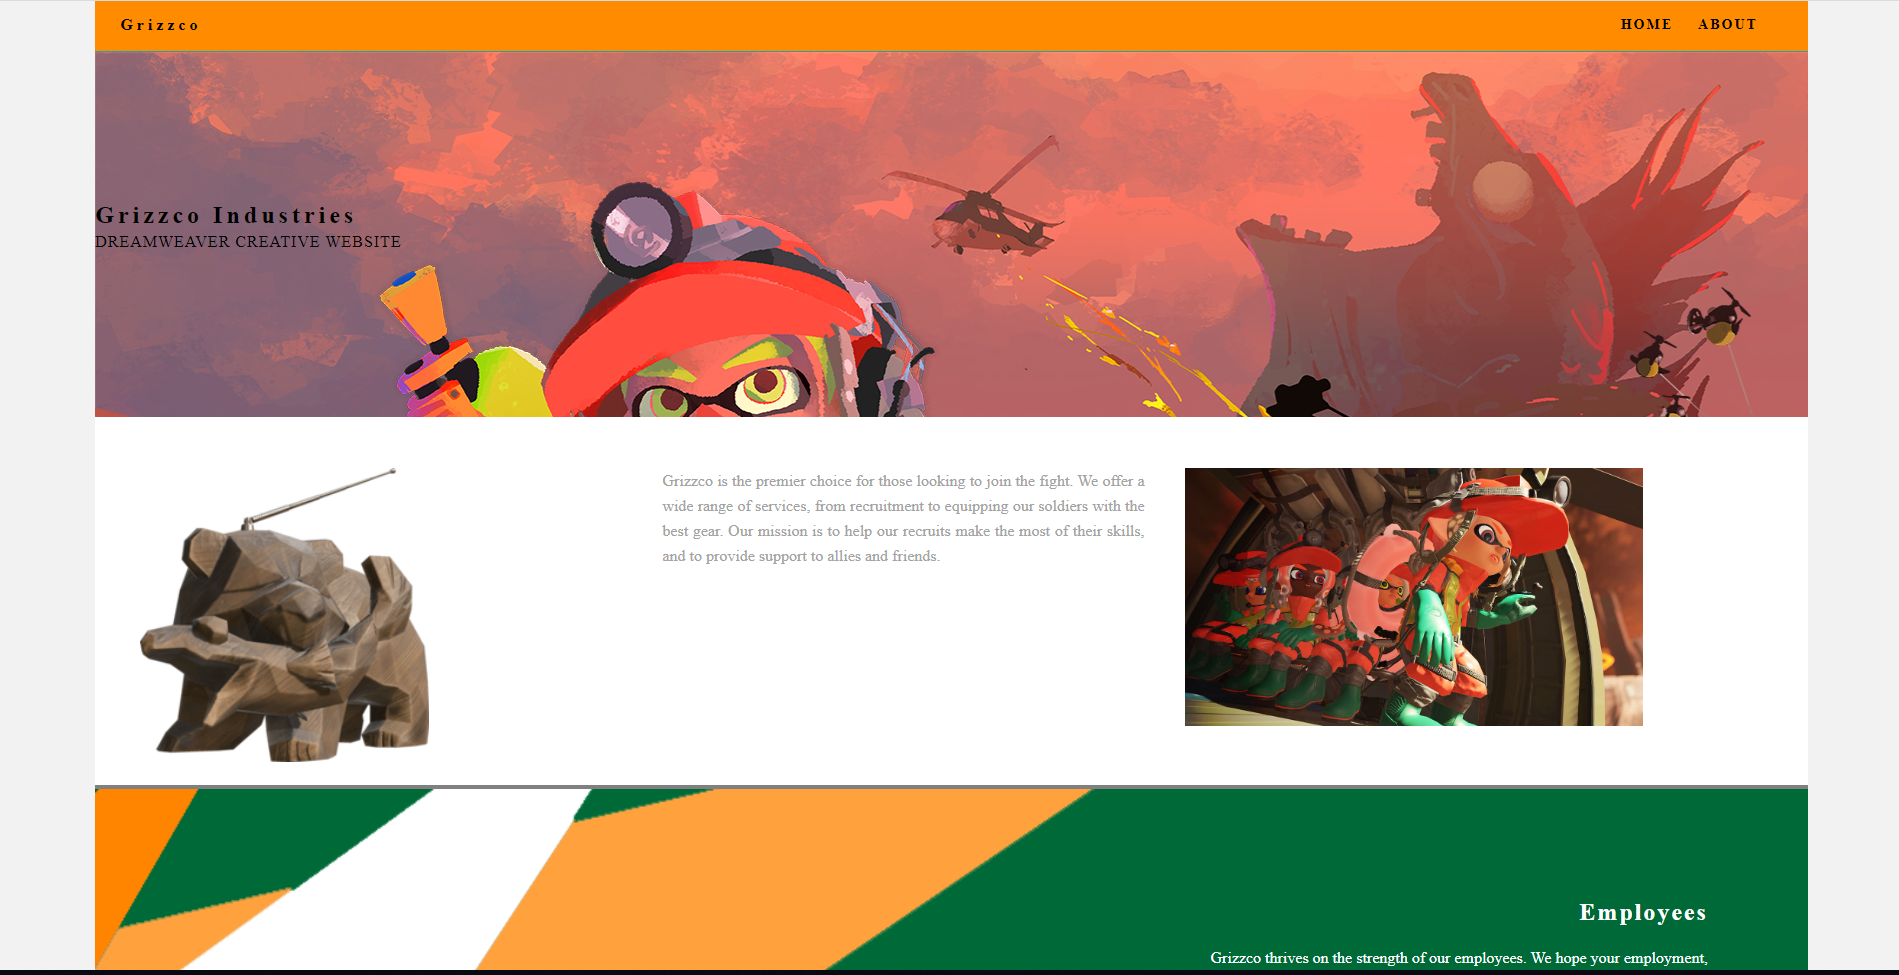 Grizzco
HOME ABOUT
Grizzco Industries
DREAMWEAVER CREATIVE WEBSITE
Grizzco is the premier choice for those looking to join the fight. We offer a
wide range of services, from recruitment to equipping our soldiers with the
best gear. Our mission is to help our recruits make the most of their skills,
and to provide support to allies and friends.
Employees
Grizzco thrives on the strength of our employees. We hope your employment,